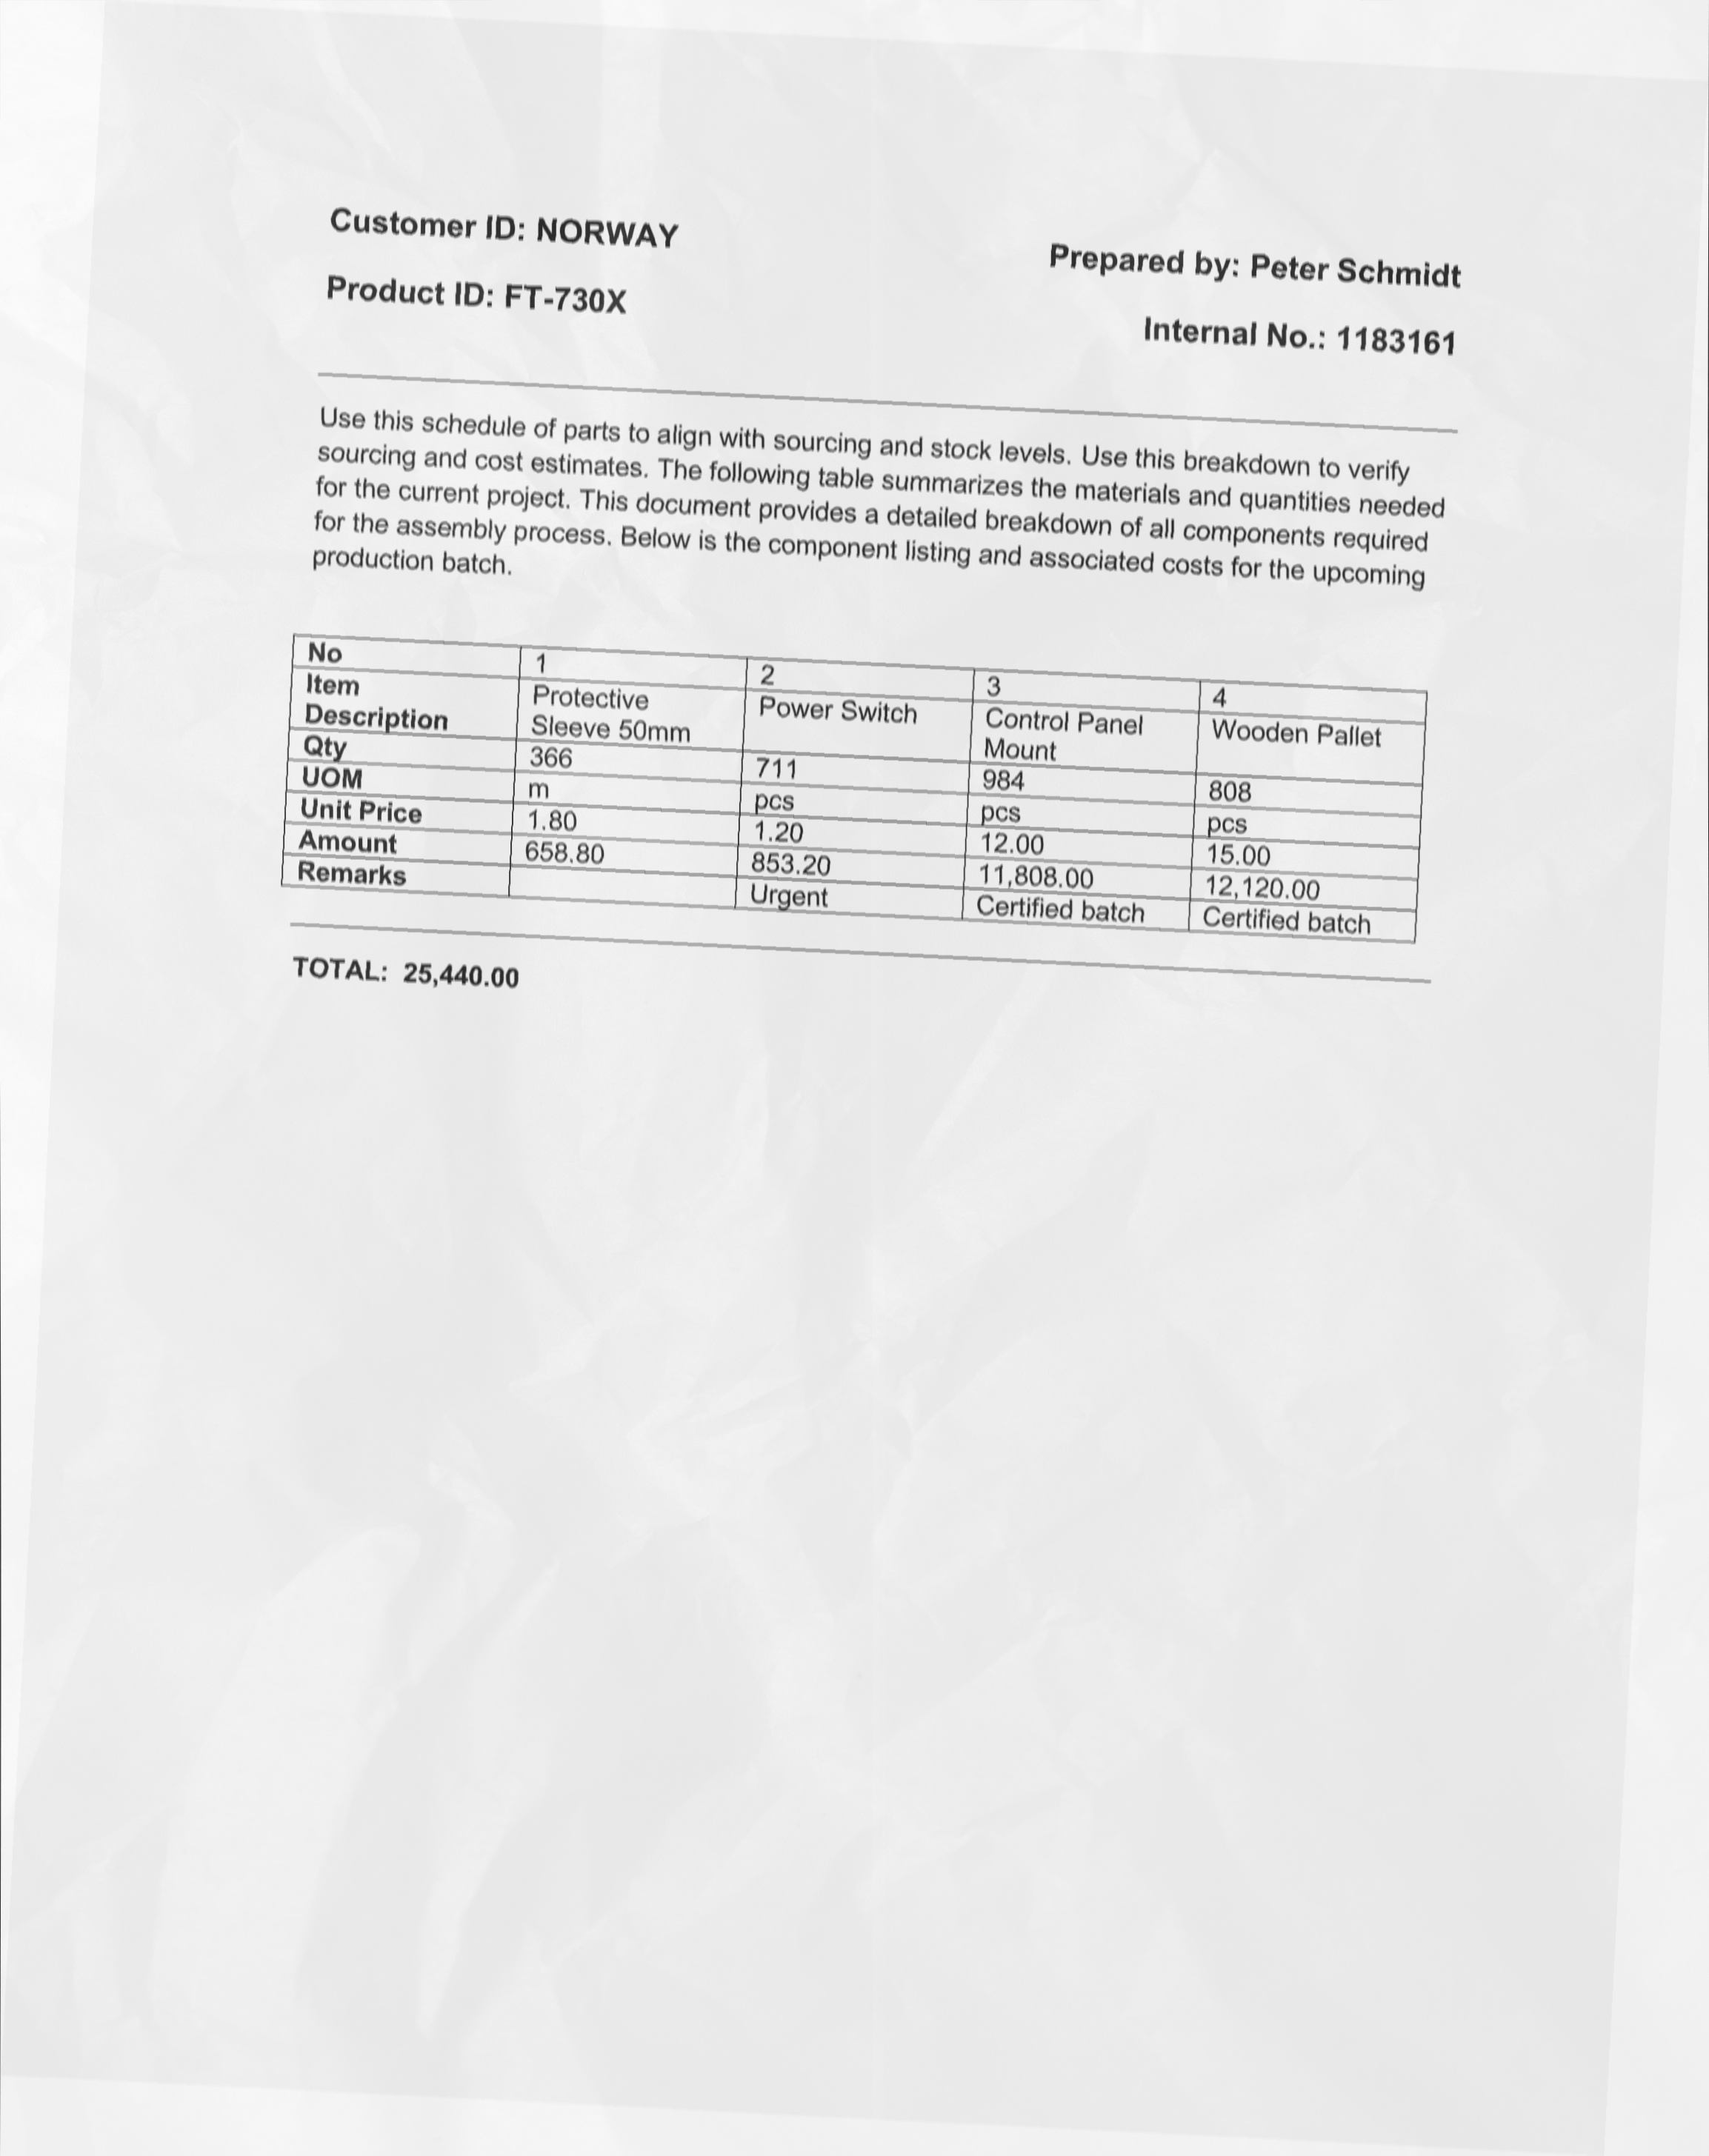 Customer ID: NORWAY
Prepared by: Peter Schmidt
Product ID: FT-730X
Internal No.: 1183161
Use this schedule of parts to align with sourcing and stock levels. Use this breakdown to verify
sourcing and cost estimates. The following table summarizes the materials and quantities needed
for the current project. This document provides a detailed breakdown of all components required
for the assembly process. Below is the component listing and associated costs for the upcoming
production batch.
No 1 2 3 4
Item Description Protective Sleeve 50mm Power Switch Control Panel Mount Wooden Pallet
Qty 366 711 984 808
UOM m pcs pcs pcs
Unit Price 1.80 1.20 12.00 15.00
Amount 658.80 853.20 11,808.00 12,120.00
Remarks Urgent Certified batch Certified batch
TOTAL: 25,440.00